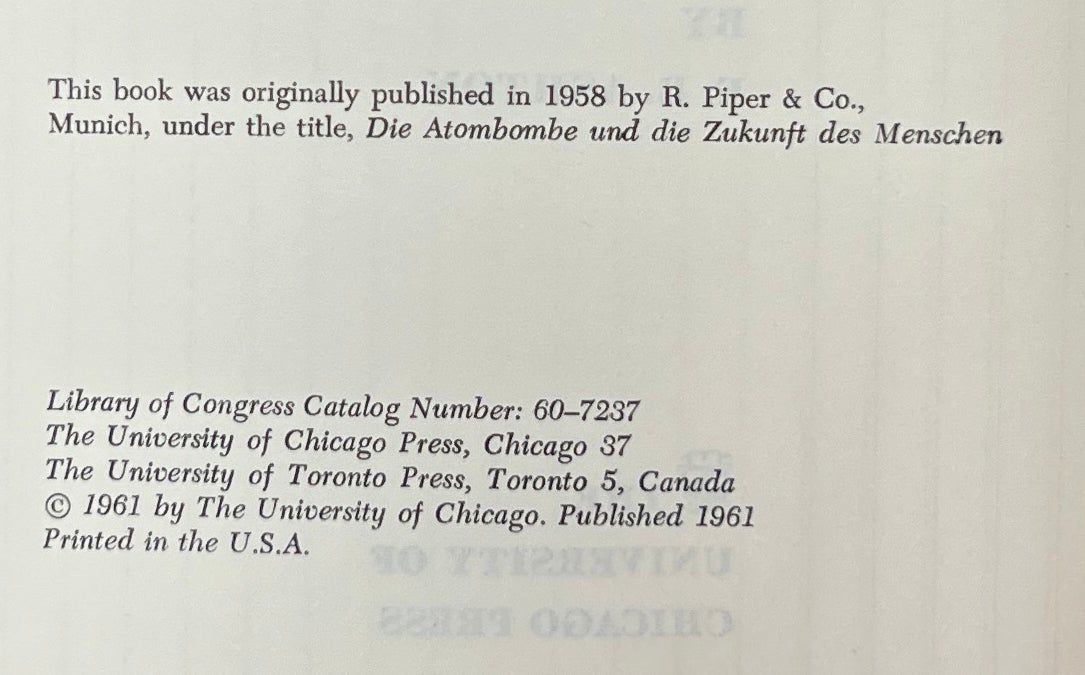 This book was originally published in 1958 by R. Piper & Co.,
Munich, under the title, Die Atombombe und die Zukunft des Menschen
Library of Congress Catalog Number: 60–7237
The University of Chicago Press, Chicago 37
The University of Toronto Press, Toronto 5, Canada
© 1961 by The University of Chicago. Published 1961
Printed in the U.S.A.